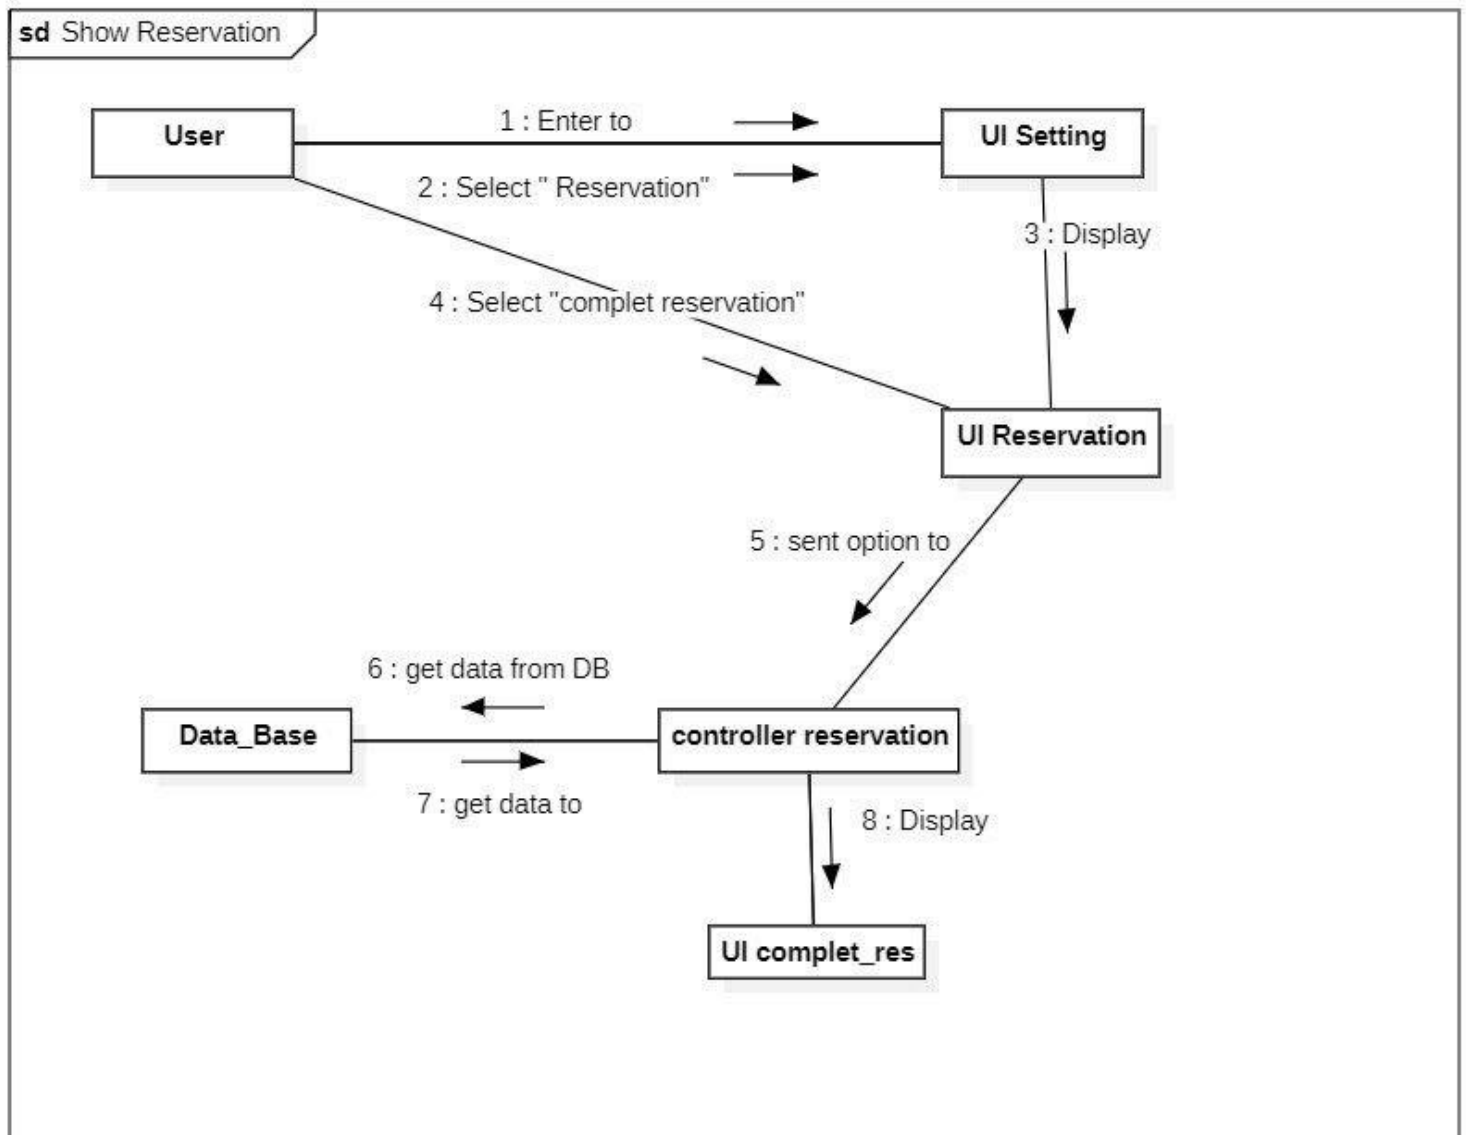 sd Show Reservation
User
1 : Enter to
UI Setting
2 : Select " Reservation"
3 : Display
4 : Select "complet reservation"
UI Reservation
5 : sent option to
6 : get data from DB
Data_Base
controller reservation
7 : get data to
8 : Display
UI complet_res